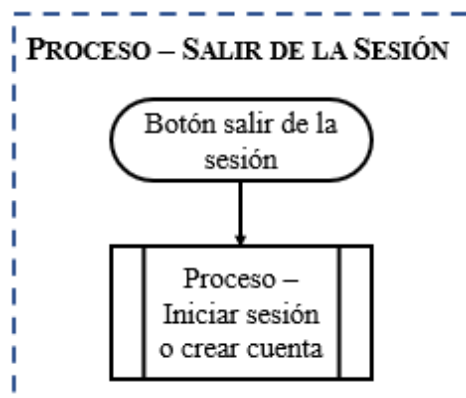 PROCESO – SALIR DE LA SESIÓN
Botón salir de la
sesión
Proceso –
Iniciar sesión
o crear cuenta